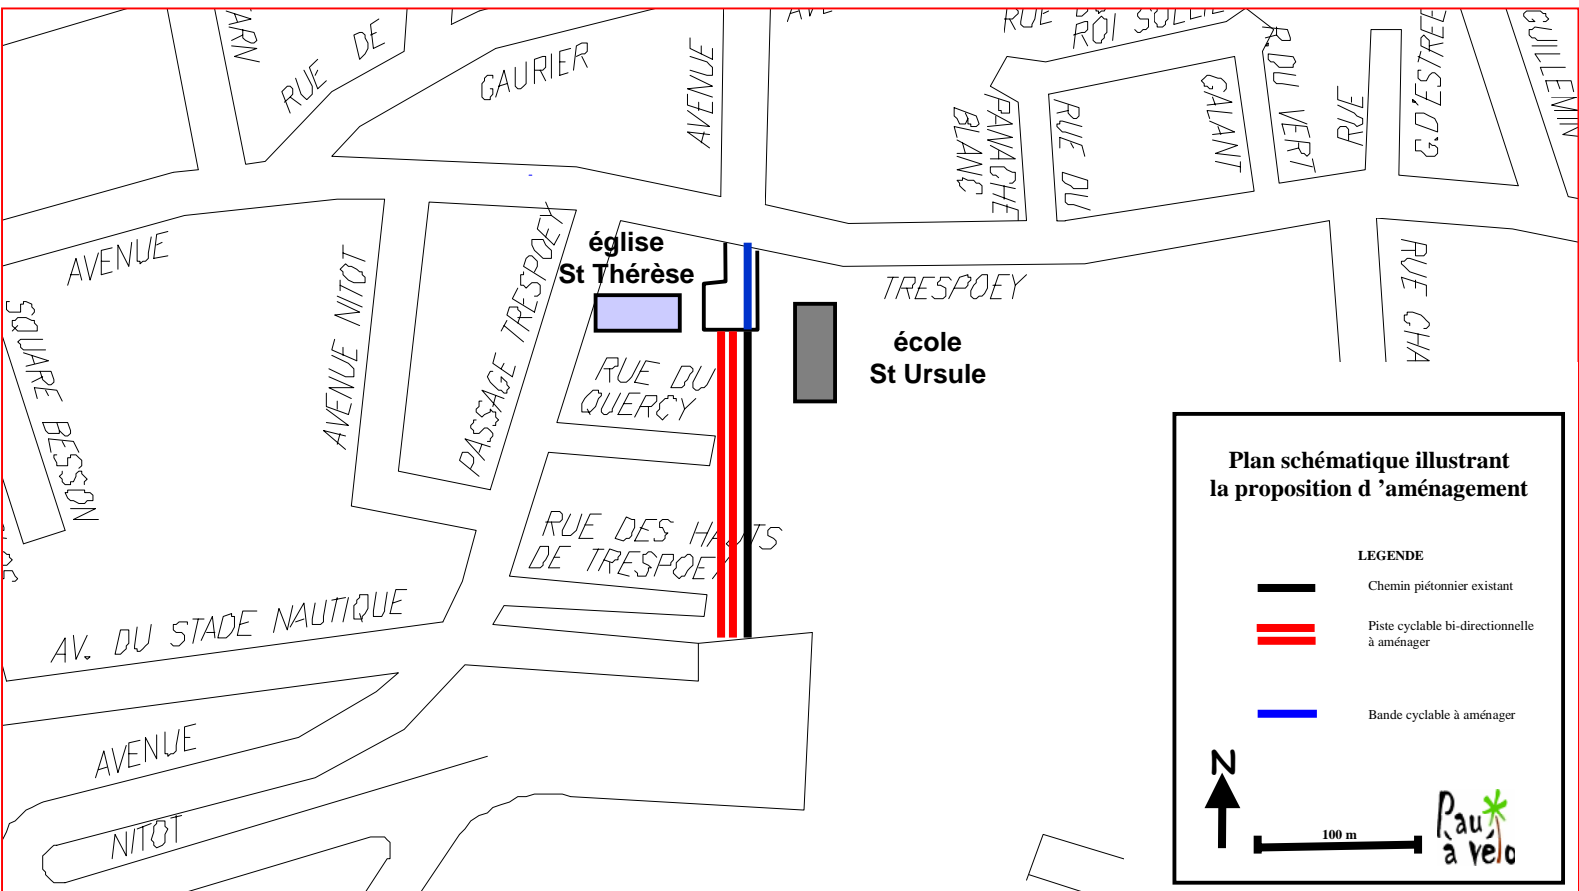 RUE DE
GAURIER
AVENUE
AVE
ROI SOLEIL
PANACHE
BLANC
RUE DU
GALANT
R. DU VERT
RUE
G.D'ESTREE
GUILLEMIN
AVENUE
AVENUE NITOT
PASSAGE TRESPOEY
église
St Thérèse
TRESPOEY
école
St Ursule
RUE CHA
SQUARE BESSON
RUE DU
QUERCY
RUE DES HAUTS
DE TRESPOEY
AV. DU STADE NAUTIQUE
AVENUE
NITOT
Plan schématique illustrant
la proposition d ’aménagement
LEGENDE
Chemin piétonnier existant
Piste cyclable bi-directionnelle
à aménager
Bande cyclable à aménager
N
100 m
Pau
à vélo